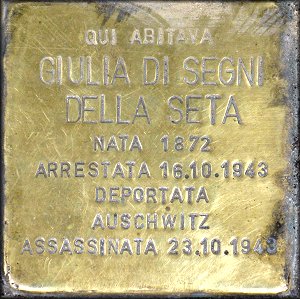 QUI ABITAVA
GIULIA DI SEGNI
DELLA SETA
NATA 1872
ARRESTATA 16.10.1943
DEPORTATA
AUSCHWITZ
ASSASSINATA 23.10.1943